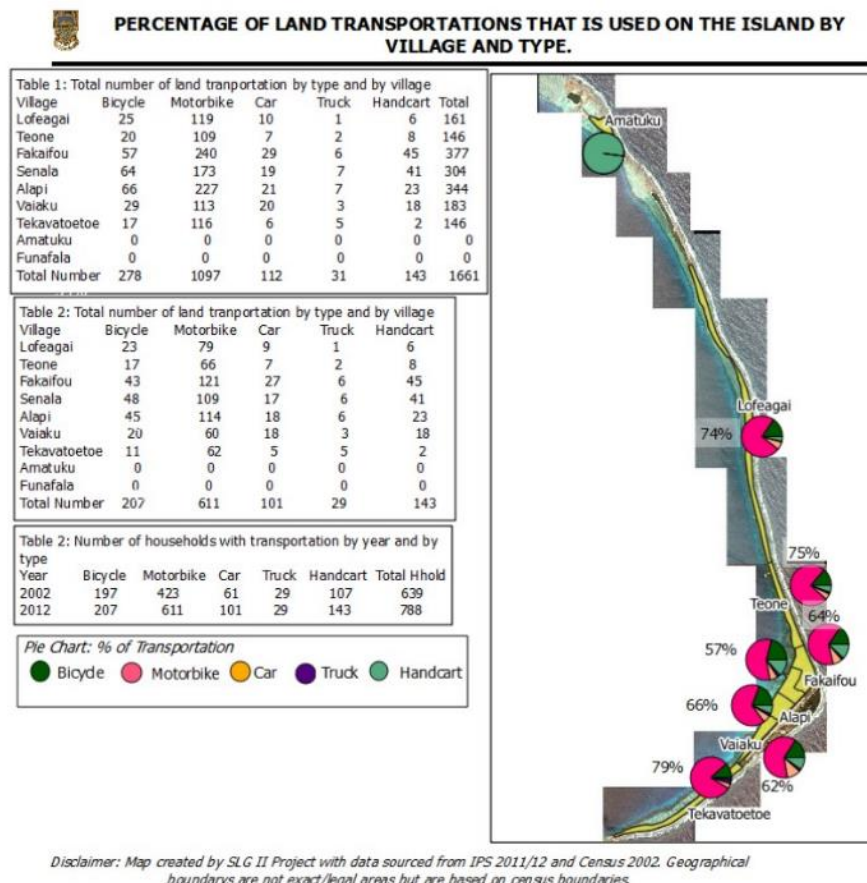 PERCENTAGE OF LAND TRANSPORTATIONS THAT IS USED ON THE ISLAND BY
VILLAGE AND TYPE.
Table 1: Total number of land tranportation by type and by village
Village Bicycle Motorbike Car Truck Handcart Total
Lofeagai 25 119 10 1 6 161
Teone 20 109 7 2 8 146
Fakaifou 57 240 29 6 45 377
Senala 64 173 19 7 41 304
Alapi 66 227 21 7 23 344
Vaiaku 29 113 20 3 18 183
Tekavatoetoe 17 116 6 5 2 146
Amatuku 0 0 0 0 0 0
Funafala 0 0 0 0 0 0
Total Number 278 1097 112 31 143 1661
Table 2: Total number of land tranportation by type and by village
Village Bicycle Motorbike Car Truck Handcart
Lofeagai 23 79 9 1 6
Teone 17 66 7 2 8
Fakaifou 43 121 27 6 45
Senala 48 109 17 6 41
Alapi 45 114 18 6 23
Vaiaku 20 60 18 3 18
Tekavatoetoe 11 62 5 5 2
Amatuku 0 0 0 0 0
Funafala 0 0 0 0 0
Total Number 207 611 101 29 143
Table 2: Number of households with transportation by year and by
type
Year Bicycle Motorbike Car Truck Handcart Total Hhold
2002 197 423 61 29 107 639
2012 207 611 101 29 143 788
Pie Chart: % of Transportation
Bicycle Motorbike Car Truck Handcart
Amatuku
Lofeagai
74%
75%
Teone
64%
57%
Fakaifou
66%
Alapi
Vaiaku
79%
62%
Tekavatoetoe
Disclaimer: Map created by SLG II Project with data sourced from IPS 2011/12 and Census 2002. Geographical
boundarys are not exact/legal areas but are based on census boundaries.